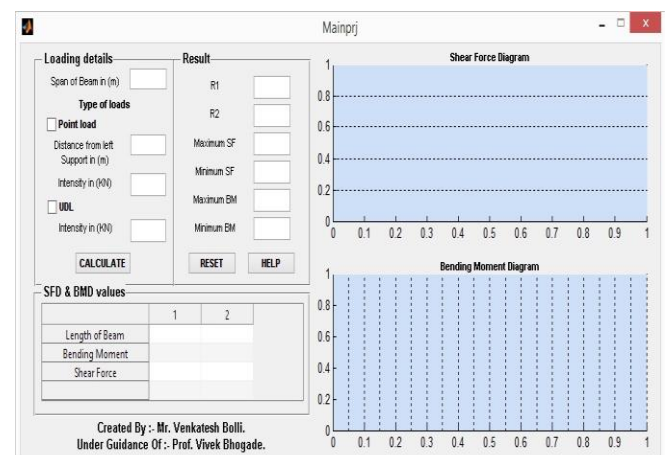 Mainprj
Loading details
Span of Beam in (m)
Type of loads
Point load
Distance from left
Support in (m)
Intensity in (KN)
UDL
Intensity in (KN)
CALCULATE
Result
R1
R2
Maximum SF
Minimum SF
Maximum BM
Minimum BM
RESET HELP
SFD & BMD values
1 2
Length of Beam
Bending Moment
Shear Force
Created By :- Mr. Venkatesh Bolli.
Under Guidance Of :- Prof. Vivek Bhogade.
Shear Force Diagram
1
0.8
0.6
0.4
0.2
0
0 0.1 0.2 0.3 0.4 0.5 0.6 0.7 0.8 0.9 1
Bending Moment Diagram
1
0.8
0.6
0.4
0.2
0
0 0.1 0.2 0.3 0.4 0.5 0.6 0.7 0.8 0.9 1